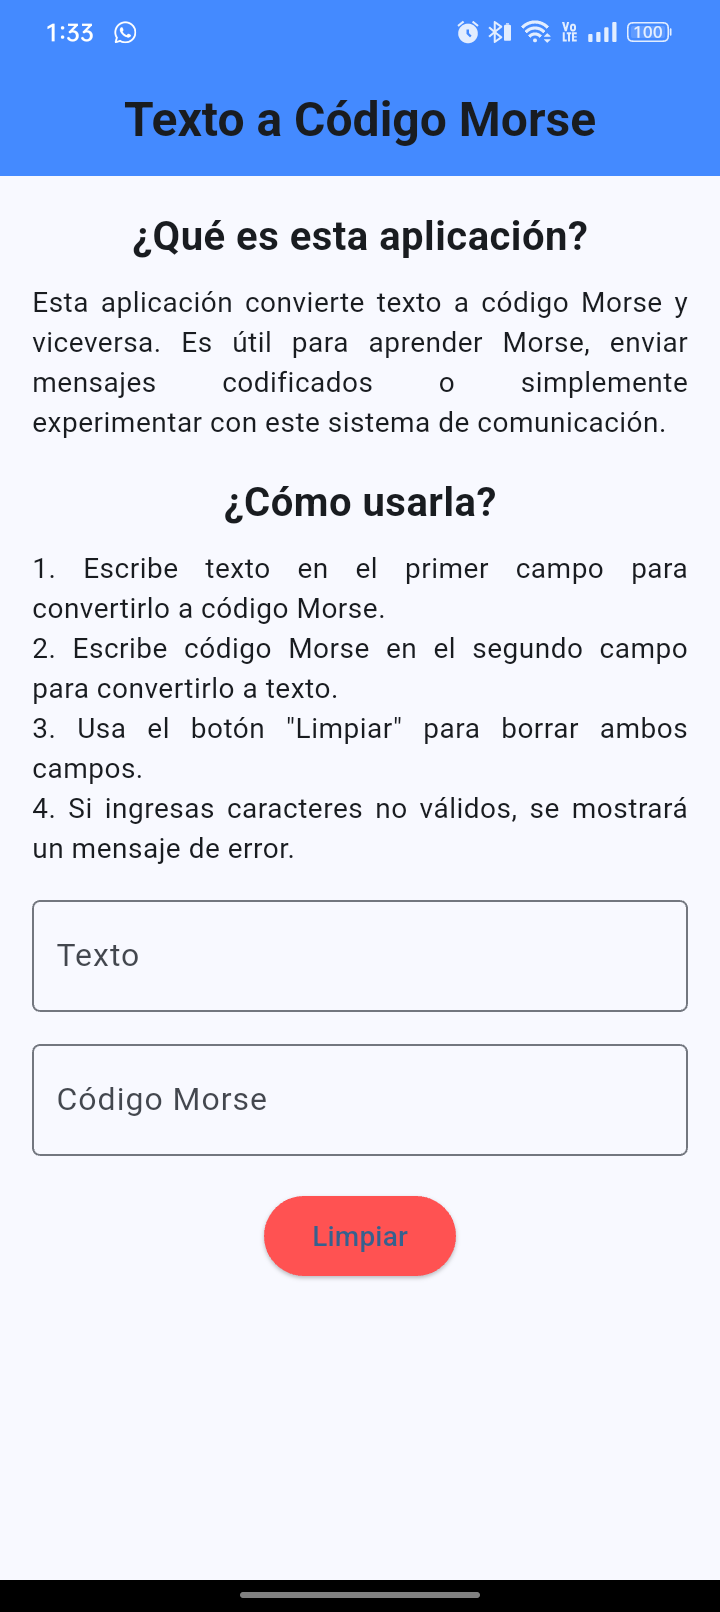 1:33
Vo LTE
100
Texto a Código Morse
¿Qué es esta aplicación?
Esta aplicación convierte texto a código Morse y
viceversa. Es útil para aprender Morse, enviar
mensajes codificados o simplemente
experimentar con este sistema de comunicación.
¿Cómo usarla?
1. Escribe texto en el primer campo para
convertirlo a código Morse.
2. Escribe código Morse en el segundo campo
para convertirlo a texto.
3. Usa el botón "Limpiar" para borrar ambos
campos.
4. Si ingresas caracteres no válidos, se mostrará
un mensaje de error.
Texto
Código Morse
Limpiar